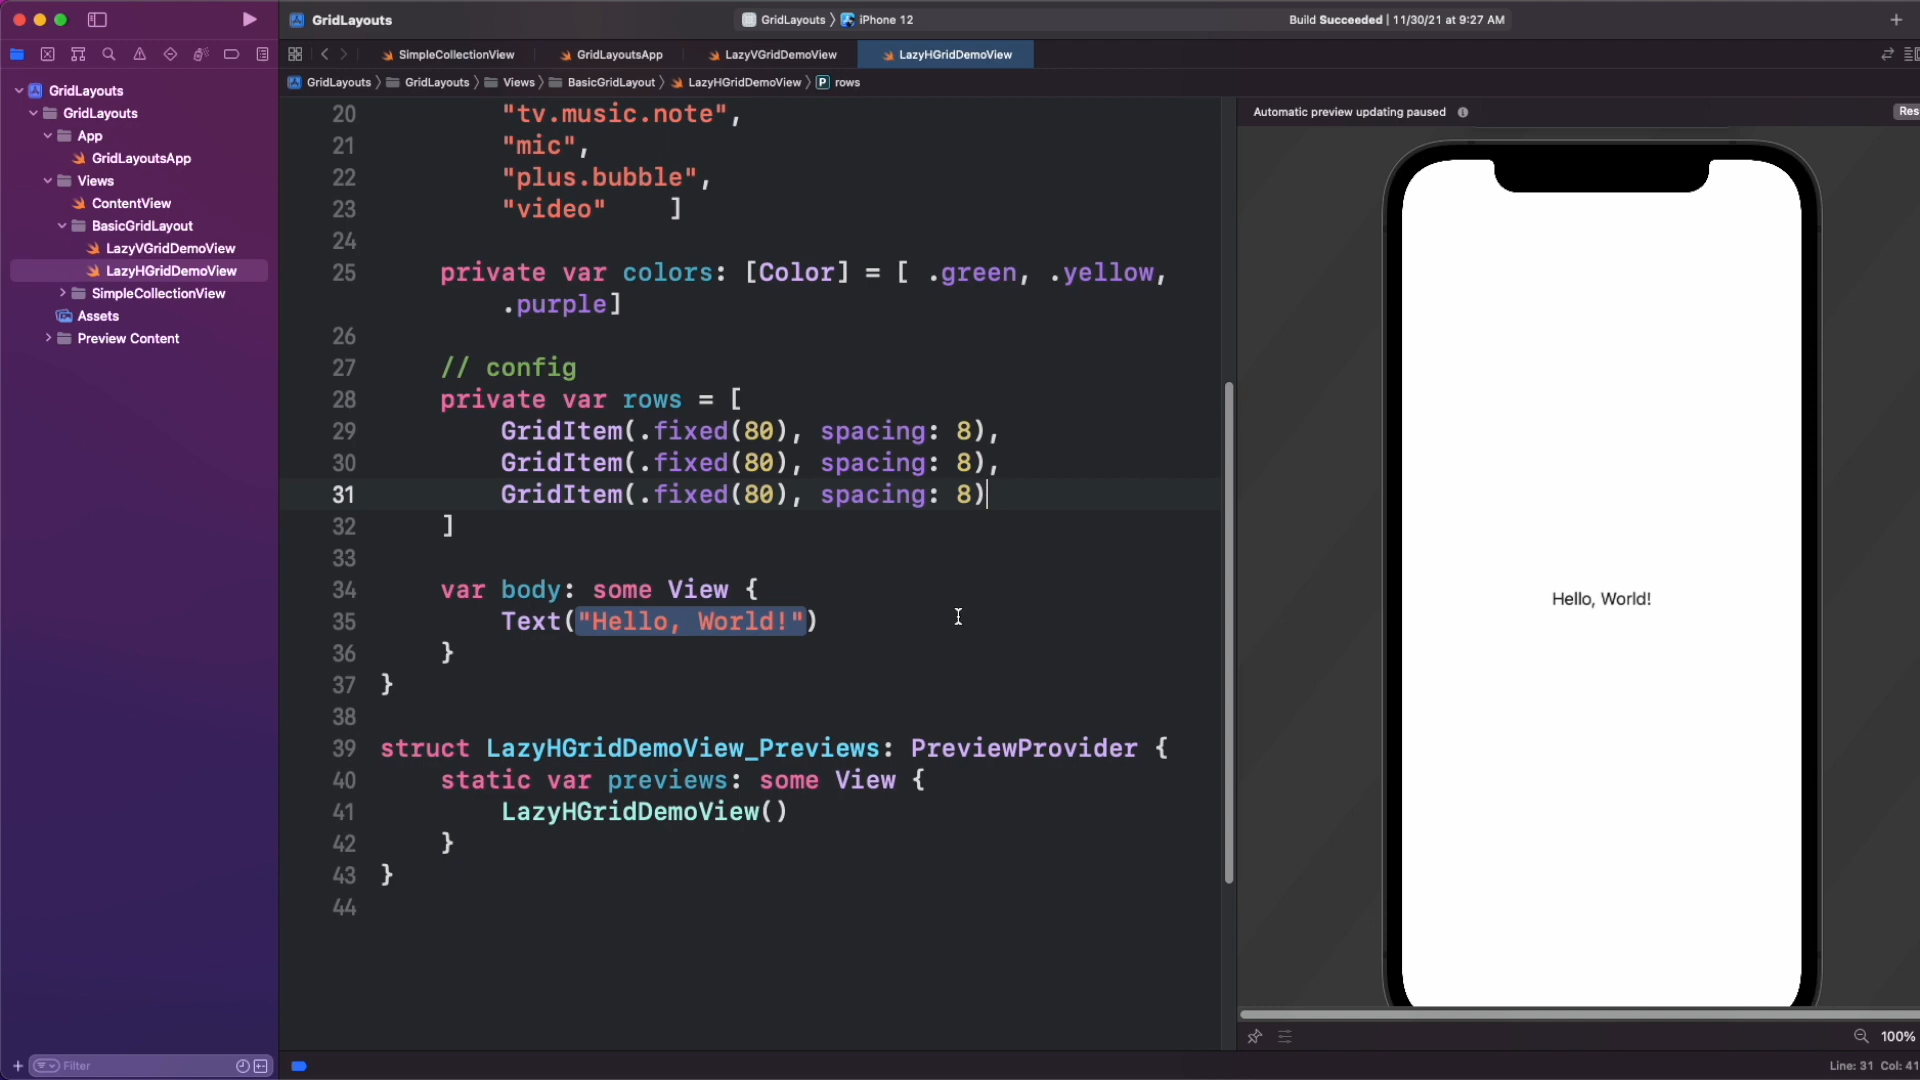 GridLayouts
GridLayouts 〉 iPhone 12
Build Succeeded | 11/30/21 at 9:27 AM
SimpleCollectionView
GridLayoutsApp
LazyVGridDemoView
LazyHGridDemoView
GridLayouts 〉 GridLayouts 〉 Views 〉 BasicGridLayout 〉 LazyHGridDemoView 〉 P rows
GridLayouts
GridLayouts
App
GridLayoutsApp
Views
ContentView
BasicGridLayout
LazyVGridDemoView
LazyHGridDemoView
SimpleCollectionView
Assets
Preview Content
Filter
20 "tv.music.note",
21 "mic",
22 "plus.bubble",
23 "video" ]
24
25 private var colors: [Color] = [ .green, .yellow,
.purple]
26
27 // config
28 private var rows = [
29 GridItem(.fixed(80), spacing: 8),
30 GridItem(.fixed(80), spacing: 8),
31 GridItem(.fixed(80), spacing: 8)
32 ]
33
34 var body: some View {
35 Text("Hello, World!")
36 }
37 }
38
39 struct LazyHGridDemoView_Previews: PreviewProvider {
40 static var previews: some View {
41 LazyHGridDemoView()
42 }
43 }
44
Automatic preview updating paused
Res
Hello, World!
100%
Line: 31 Col: 41